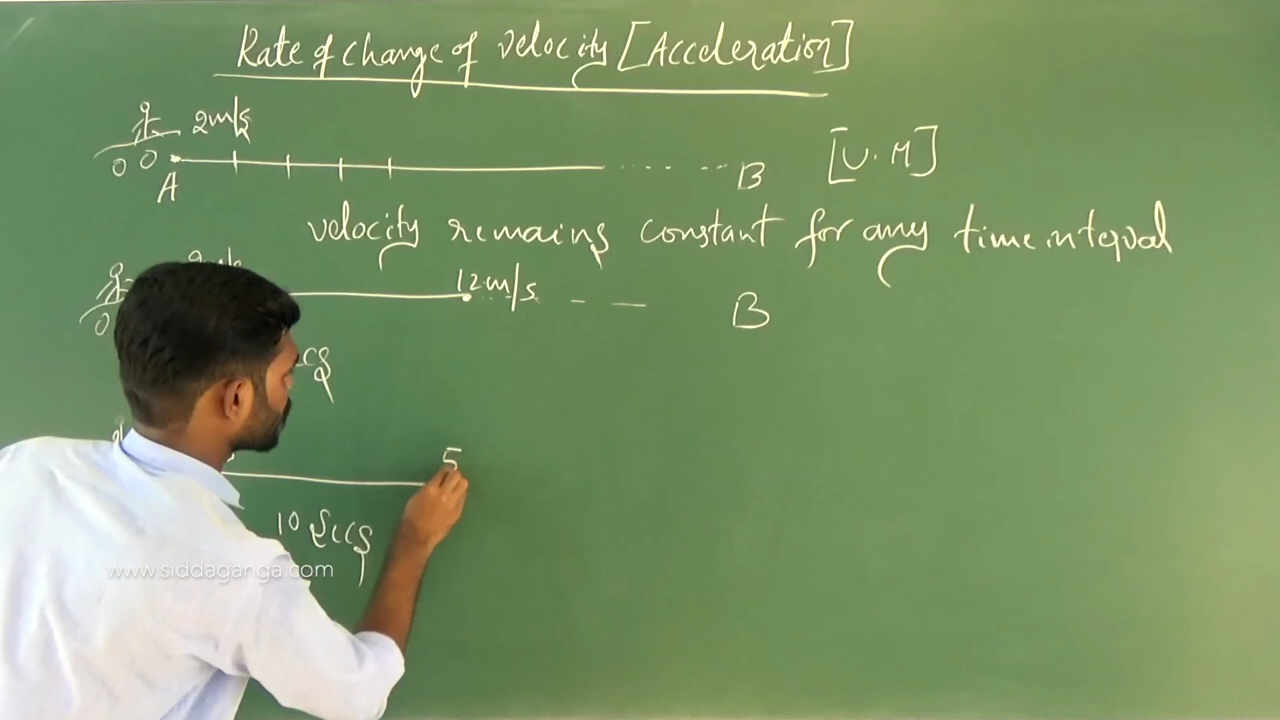 Rate of change of velocity [Acceleration]
2m/s
A B [U.M]
velocity remains constant for any time interval
12m/s B
5
10 secs
www.siddaganga.com